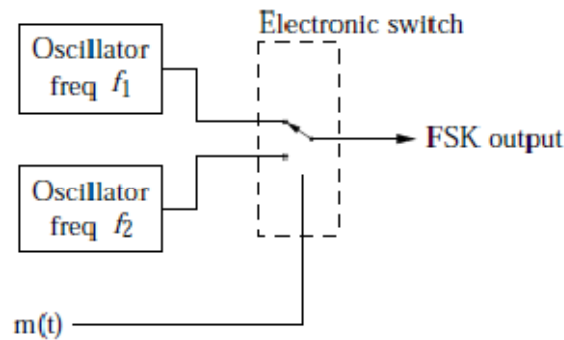 Electronic switch
Oscillator
freq f1
FSK output
Oscillator
freq f2
m(t)